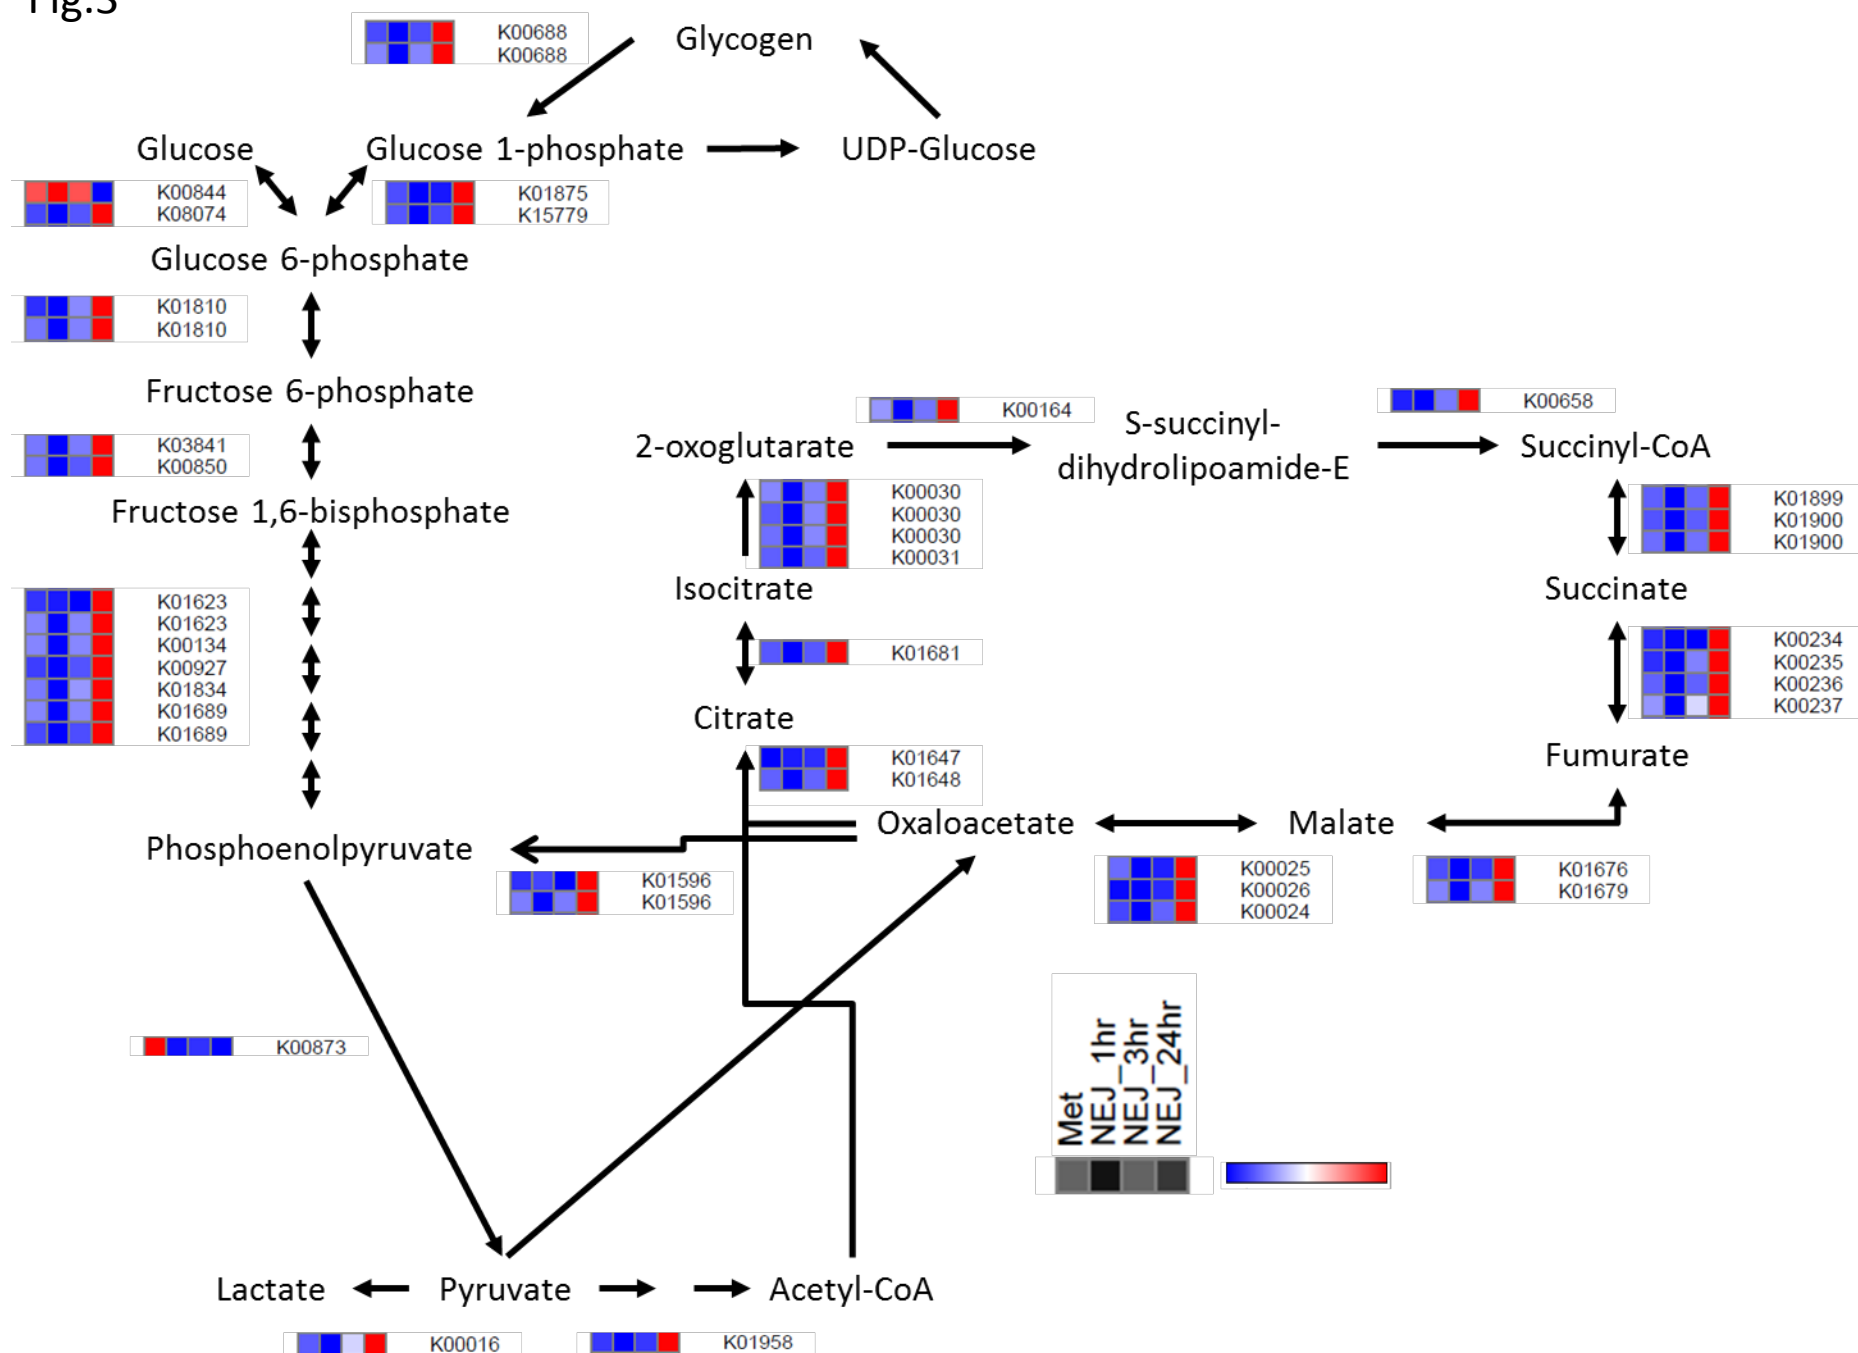 Fig.3
K00688
K00688
Glycogen
Glucose
Glucose 1-phosphate
UDP-Glucose
K00844
K08074
K01875
K15779
Glucose 6-phosphate
K01810
K01810
Fructose 6-phosphate
K03841
K00850
Fructose 1,6-bisphosphate
K01623
K01623
K00134
K00927
K01834
K01689
K01689
Phosphoenolpyruvate
K01596
K01596
K00873
2-oxoglutarate
K00164
S-succinyl-
dihydrolipoamide-E
K00658
Succinyl-CoA
K00030
K00030
K00030
K00031
K01899
K01900
K01900
Isocitrate
Succinate
K01681
K00234
K00235
K00236
K00237
Citrate
Fumurate
K01647
K01648
Oxaloacetate
Malate
K00025
K00026
K00024
K01676
K01679
Met
NEJ_1hr
NEJ_3hr
NEJ_24hr
Lactate
Pyruvate
Acetyl-CoA
K00016
K01958